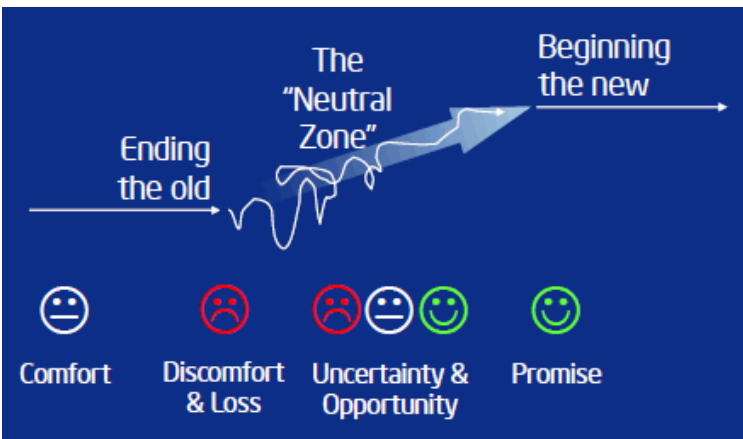 The
“Neutral
Zone”
Beginning
the new
Ending
the old
Comfort
Discomfort
& Loss
Uncertainty &
Opportunity
Promise